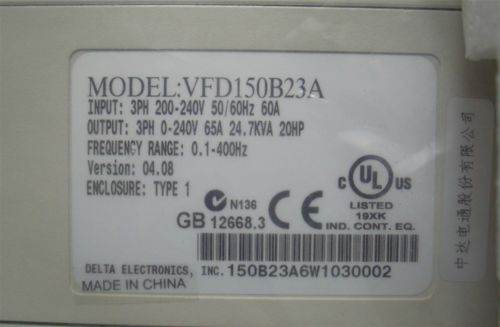 MODEL:VFD150B23A
INPUT: 3PH 200-240V 50/60Hz 60A
OUTPUT: 3PH 0-240V 65A 24.7KVA 20HP
FREQUENCY RANGE: 0.1-400Hz
Version: 04.08
ENCLOSURE: TYPE 1
N136
GB 12668.3
CE
C UL US
LISTED
19XK
IND. CONT. EQ.
DELTA ELECTRONICS, INC. 150B23A6W1030002
MADE IN CHINA
中达电通股份有限公司